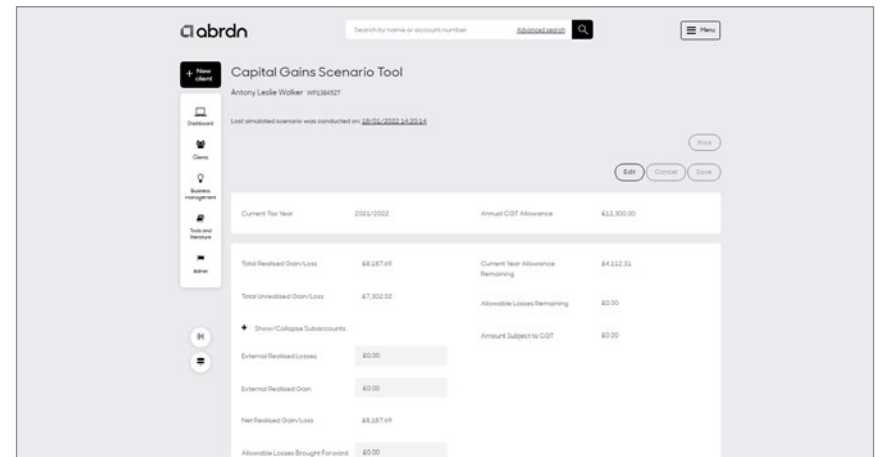 abrdn
Search by name or account number
Advanced search
Menu
+ New client
Capital Gains Scenario Tool
Antony Leslie Walker WP1384527
Last simulated scenario was conducted on: 18/01/2022 14:20:14
Dashboard
Clients
Business management
Tools and literature
Admin
Print
Edit
Cancel
Save
Current Tax Year 2021/2022 Annual CGT Allowance £12,300.00
Total Realised Gain/Loss £8,187.69 Current Year Allowance Remaining £4,112.31
Total Unrealised Gain/Loss £7,302.02 Allowable Losses Remaining £0.00
+ Show/Collapse Subaccounts
Amount Subject to CGT £0.00
External Realised Losses £0.00
External Realised Gain £0.00
Net Realised Gain/Loss £8,187.69
Allowable Losses Brought Forward £0.00